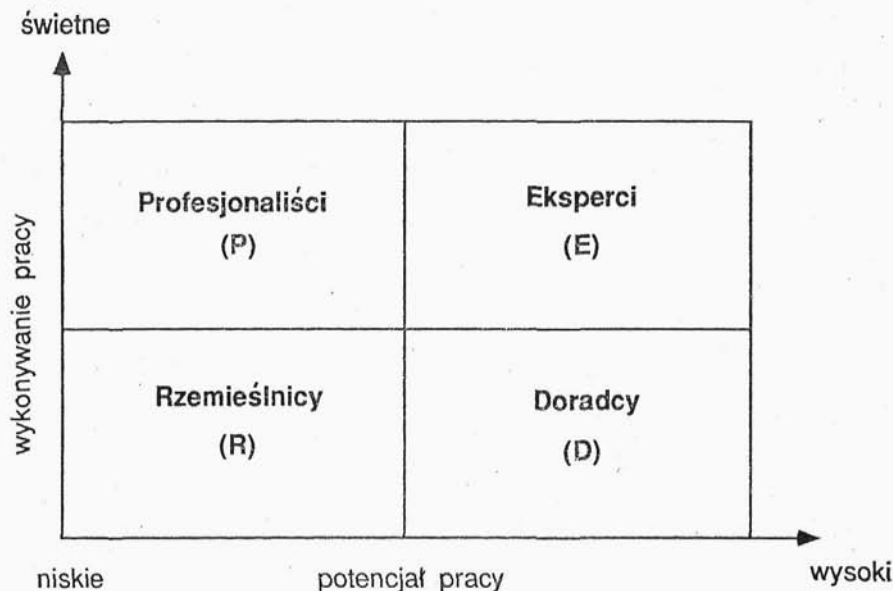 świetne
wykonywanie pracy
Profesjonaliści
(P)
Eksperci
(E)
Rzemieślnicy
(R)
Doradcy
(D)
niskie
potencjał pracy
wysoki